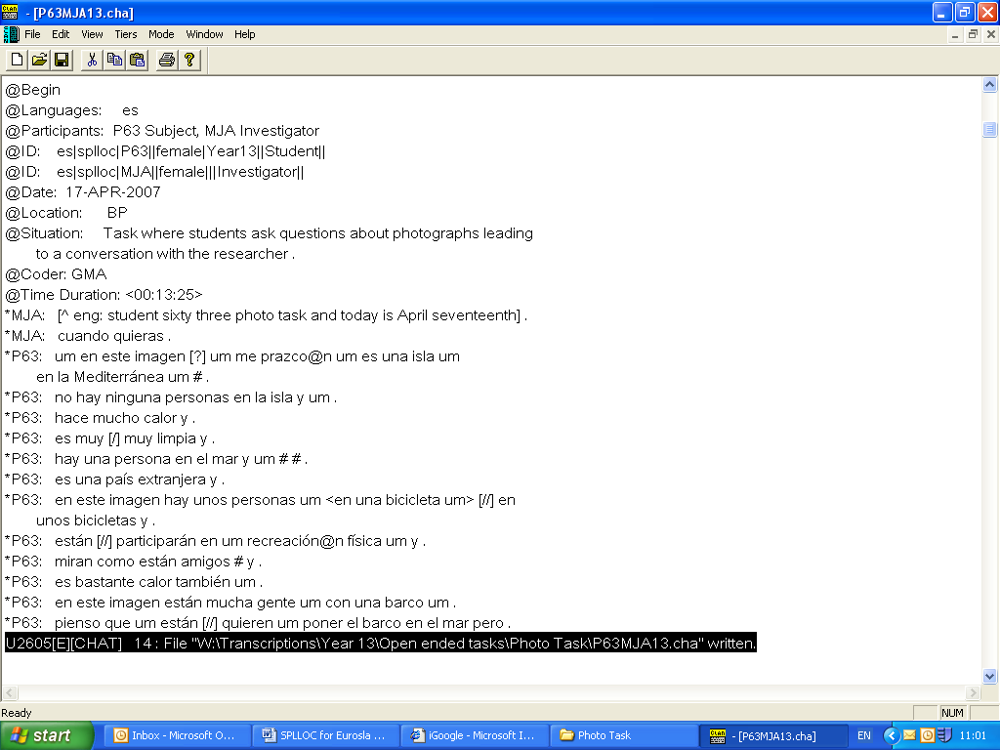 CLAN - [P63MJA13.cha]
CLAN File Edit View Tiers Mode Window Help
@Begin
@Languages: es
@Participants: P63 Subject, MJA Investigator
@ID: es|splloc|P63||female|Year13||Student||
@ID: es|splloc|MJA||female|||Investigator||
@Date: 17-APR-2007
@Location: BP
@Situation: Task where students ask questions about photographs leading
to a conversation with the researcher .
@Coder: GMA
@Time Duration: <00:13:25>
*MJA: [^ eng: student sixty three photo task and today is April seventeenth] .
*MJA: cuando quieras .
*P63: um en este imagen [?] um me prazco@n um es una isla um
en la Mediterránea um # .
*P63: no hay ninguna personas en la isla y um .
*P63: hace mucho calor y .
*P63: es muy [/] muy limpia y .
*P63: hay una persona en el mar y um # # .
*P63: es una país extranjera y .
*P63: en este imagen hay unos personas um <en una bicicleta um> [//] en
unos bicicletas y .
*P63: están [//] participarán en um recreación@n física um y .
*P63: miran como están amigos # y .
*P63: es bastante calor también um .
*P63: en este imagen están mucha gente um con una barco um .
*P63: pienso que um están [//] quieren um poner el barco en el mar pero .
U2605[E][CHAT] 14 : File "W:\Transcriptions\Year 13\Open ended tasks\Photo Task\P63MJA13.cha" written.
Ready NUM
start Inbox - Microsoft O... SPLLOC for Eurosla ... iGoogle - Microsoft I... Photo Task CLAN - [P63MJA13.cha] EN 11:01